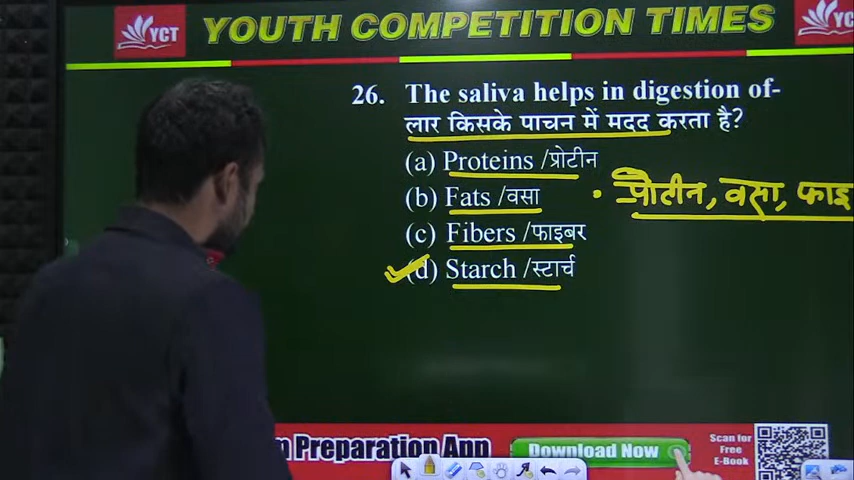 YCT
YOUTH COMPETITION TIMES
YCT
26. The saliva helps in digestion of-
लार किसके पाचन में मदद करता है?
(a) Proteins /प्रोटीन
(b) Fats /वसा
• प्रोटीन, वसा, फाइ
(c) Fibers /फाइबर
(d) Starch /स्टार्च
m Preparation App
Download Now
Scan for
Free
E-Book